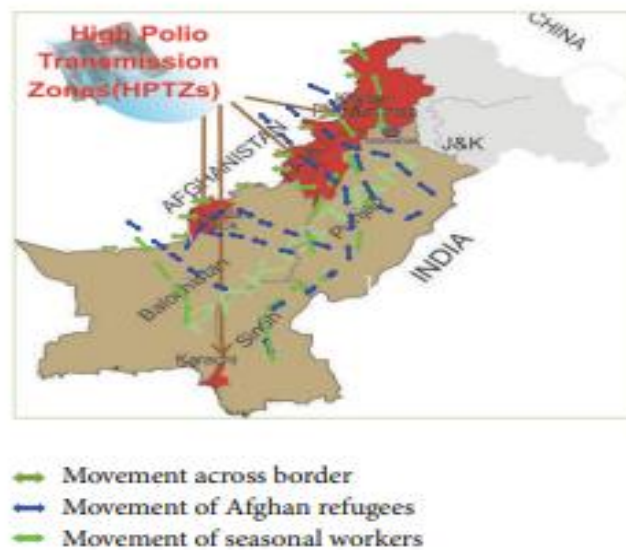 High Polio
Transmission
Zones(HPTZs)
CHINA
AFGHANISTAN
J&K
Punjab
INDIA
Balochistan
Sindh
Karachi
Movement across border
Movement of Afghan refugees
Movement of seasonal workers